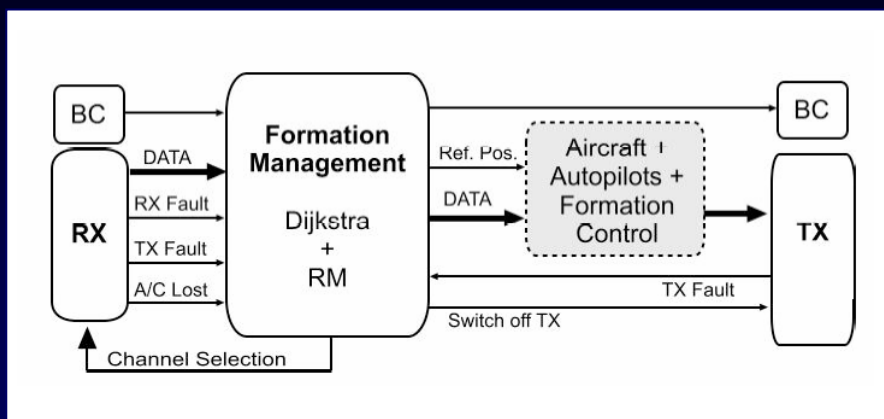 BC
DATA
RX Fault
TX Fault
A/C Lost
RX
Channel Selection
Formation
Management
Dijkstra
+
RM
Ref. Pos.
DATA
Aircraft +
Autopilots +
Formation
Control
BC
TX
TX Fault
Switch off TX